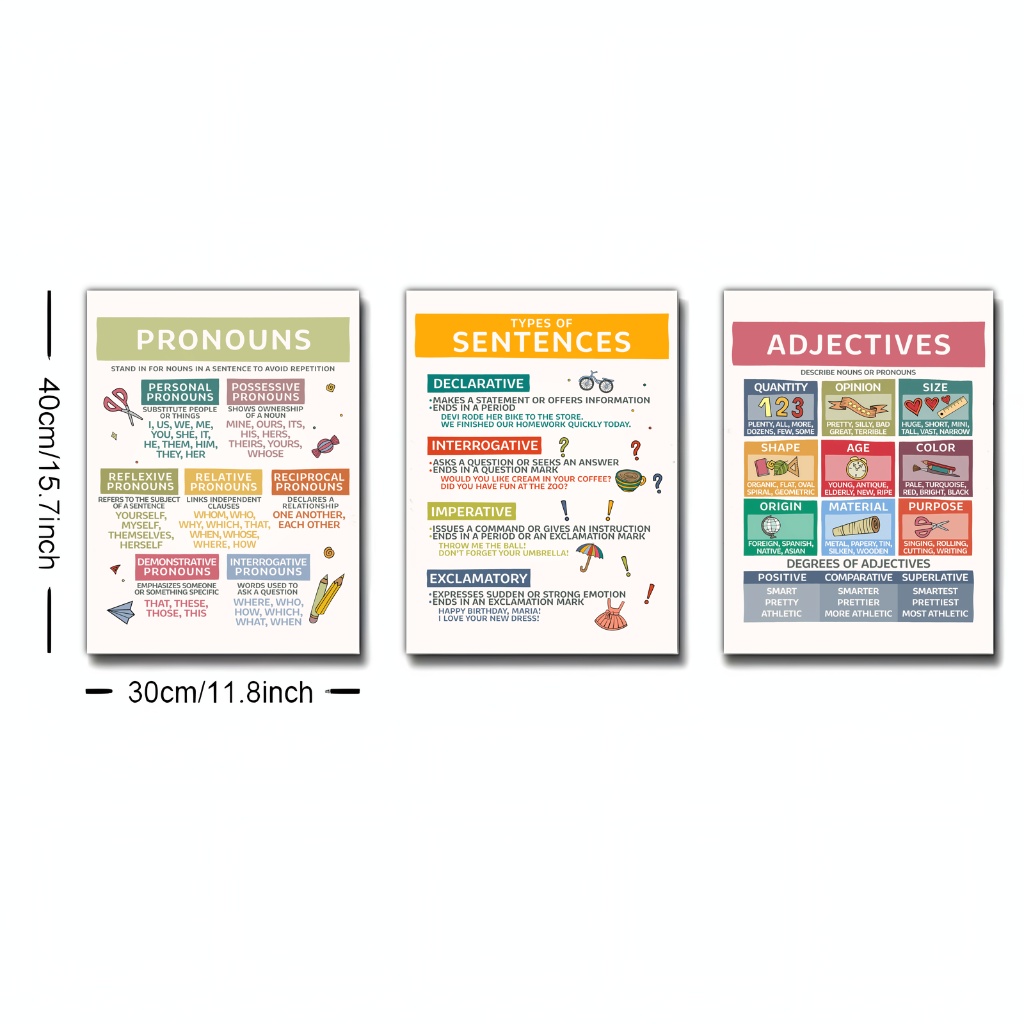 40cm/15.7inch
30cm/11.8inch
PRONOUNS
STAND IN FOR NOUNS IN A SENTENCE TO AVOID REPETITION
PERSONAL
PRONOUNS
SUBSTITUTE PEOPLE
OR THINGS
I, US, WE, ME,
YOU, SHE, IT,
HE, THEM, HIM,
THEY, HER
POSSESSIVE
PRONOUNS
SHOWS OWNERSHIP
OF A NOUN
MINE, OURS, ITS,
HIS, HERS,
THEIRS, YOURS,
WHOSE
REFLEXIVE
PRONOUNS
REFERS TO THE SUBJECT
OF A SENTENCE
YOURSELF,
MYSELF,
THEMSELVES,
HERSELF
RELATIVE
PRONOUNS
LINKS INDEPENDENT
CLAUSES
WHOM, WHO,
WHY, WHICH, THAT,
WHEN, WHOSE,
WHERE, HOW
RECIPROCAL
PRONOUNS
DECLARES A
RELATIONSHIP
ONE ANOTHER,
EACH OTHER
DEMONSTRATIVE
PRONOUNS
EMPHASIZES SOMEONE
OR SOMETHING SPECIFIC
THAT, THESE,
THOSE, THIS
INTERROGATIVE
PRONOUNS
WORDS USED TO
ASK A QUESTION
WHERE, WHO,
HOW, WHICH,
WHAT, WHEN
TYPES OF
SENTENCES
DECLARATIVE
•MAKES A STATEMENT OR OFFERS INFORMATION
•ENDS IN A PERIOD
DEVI RODE HER BIKE TO THE STORE.
WE FINISHED OUR HOMEWORK QUICKLY TODAY.
INTERROGATIVE
•ASKS A QUESTION OR SEEKS AN ANSWER
•ENDS IN A QUESTION MARK
WOULD YOU LIKE CREAM IN YOUR COFFEE?
DID YOU HAVE FUN AT THE ZOO?
IMPERATIVE
•ISSUES A COMMAND OR GIVES AN INSTRUCTION
•ENDS IN A PERIOD OR AN EXCLAMATION MARK
THROW ME THE BALL!
DON'T FORGET YOUR UMBRELLA!
EXCLAMATORY
•EXPRESSES SUDDEN OR STRONG EMOTION
•ENDS IN AN EXCLAMATION MARK
HAPPY BIRTHDAY, MARIA!
I LOVE YOUR NEW DRESS!
ADJECTIVES
DESCRIBE NOUNS OR PRONOUNS
QUANTITY
123
PLENTY, ALL, MORE,
DOZENS, FEW, SOME
OPINION
PRETTY, SILLY, BAD
GREAT, TERRIBLE
SIZE
HUGE, SHORT, MINI,
TALL, VAST, NARROW
SHAPE
ORGANIC, FLAT, OVAL
SPIRAL, GEOMETRIC
AGE
YOUNG, ANTIQUE,
ELDERLY, NEW, RIPE
COLOR
PALE, TURQUOISE,
RED, BRIGHT, BLACK
ORIGIN
FOREIGN, SPANISH,
NATIVE, ASIAN
MATERIAL
METAL, PAPERY, TIN,
SILKEN, WOODEN
PURPOSE
SINGING, ROLLING,
CUTTING, WRITING
DEGREES OF ADJECTIVES
POSITIVE COMPARATIVE SUPERLATIVE
SMART SMARTER SMARTEST
PRETTY PRETTIER PRETTIEST
ATHLETIC MORE ATHLETIC MOST ATHLETIC